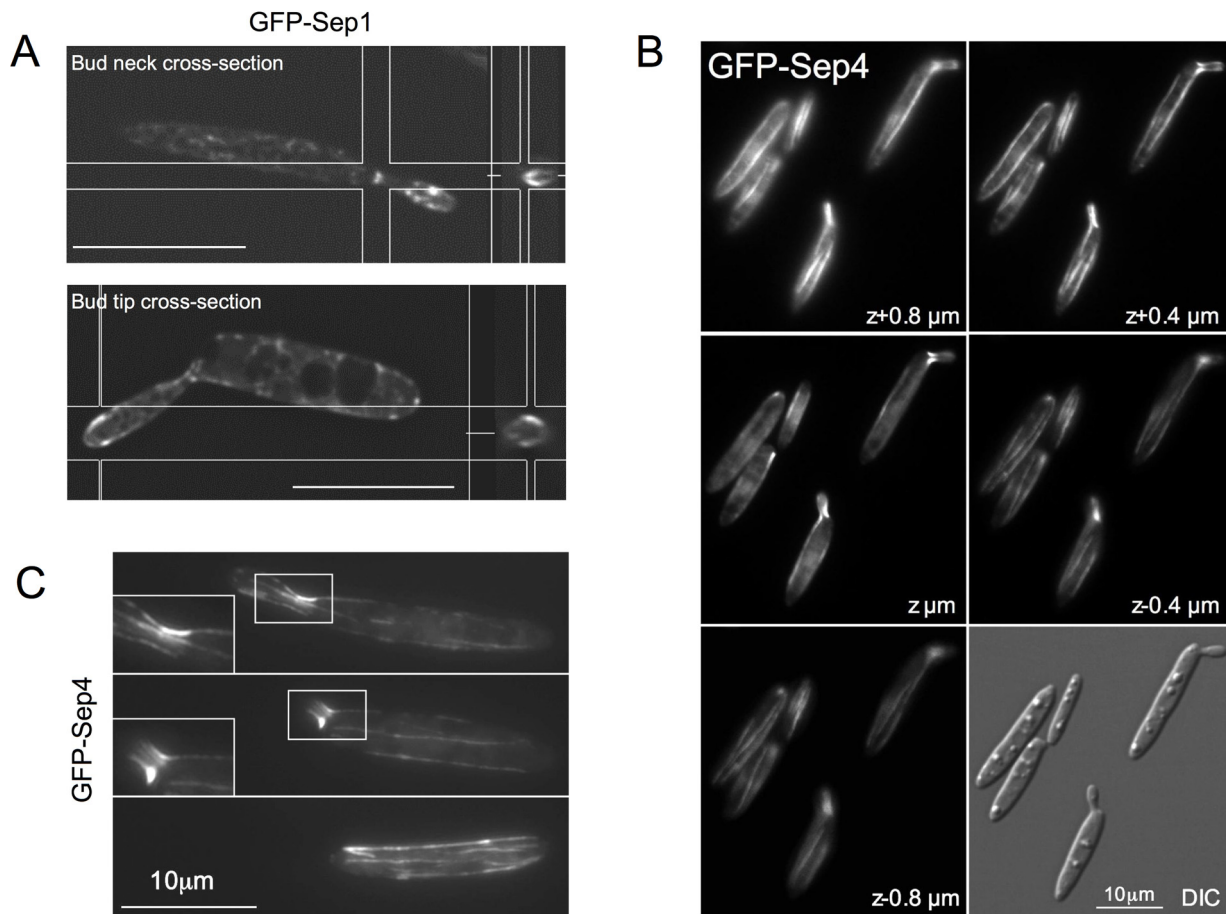 GFP-Sep1
A
Bud neck cross-section
Bud tip cross-section
B
GFP-Sep4
z+0.8 µm
z+0.4 µm
z µm
z-0.4 µm
z-0.8 µm
10µm
DIC
C
GFP-Sep4
10µm